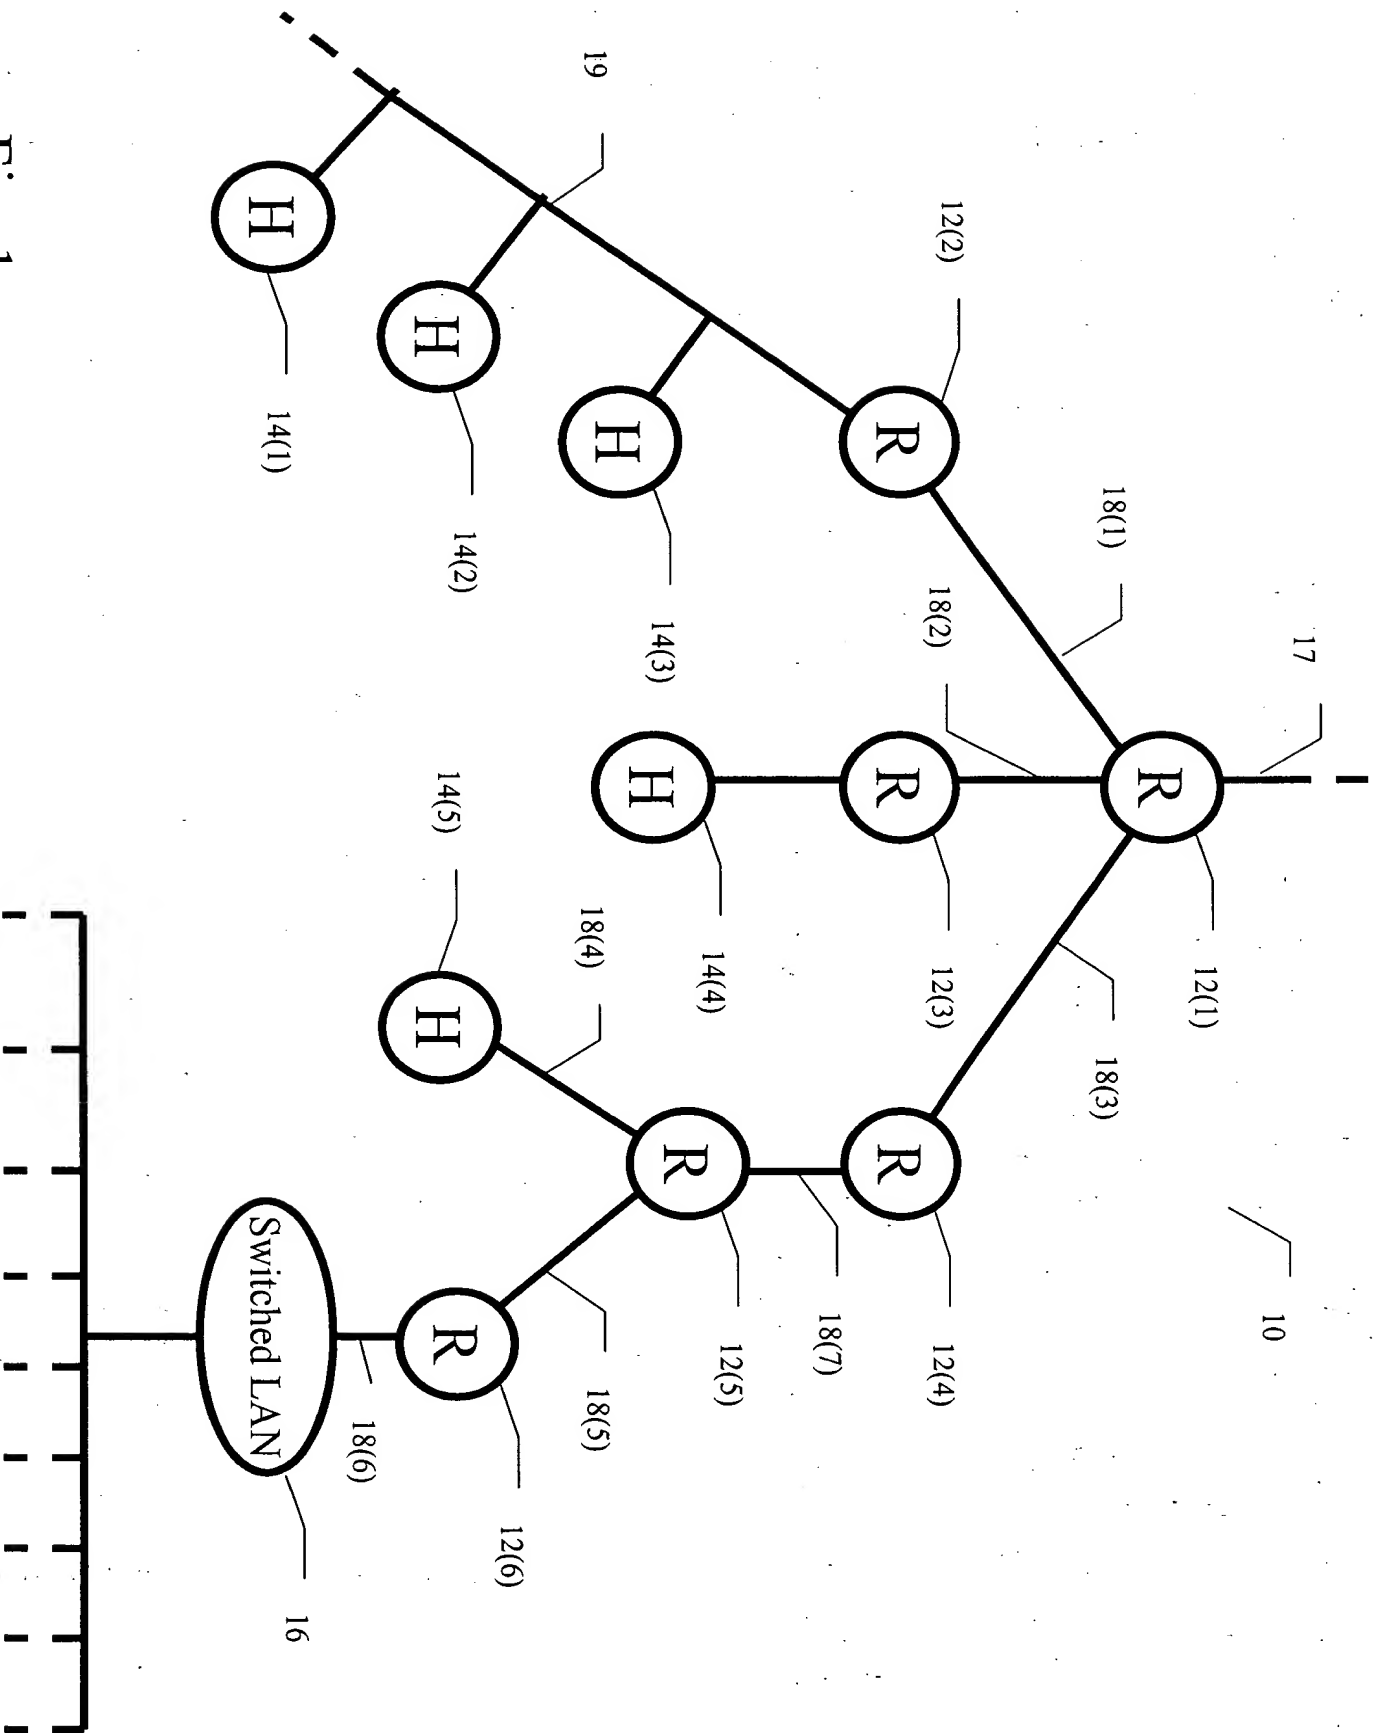 17
R
12(1)
10
18(1)
18(3)
18(2)
12(2)
R
R
12(3)
R
12(4)
18(7)
19
H
14(3)
H
14(4)
R
12(5)
18(4)
18(5)
H
14(2)
14(5)
H
R
12(6)
18(6)
H
14(1)
Switched LAN
16